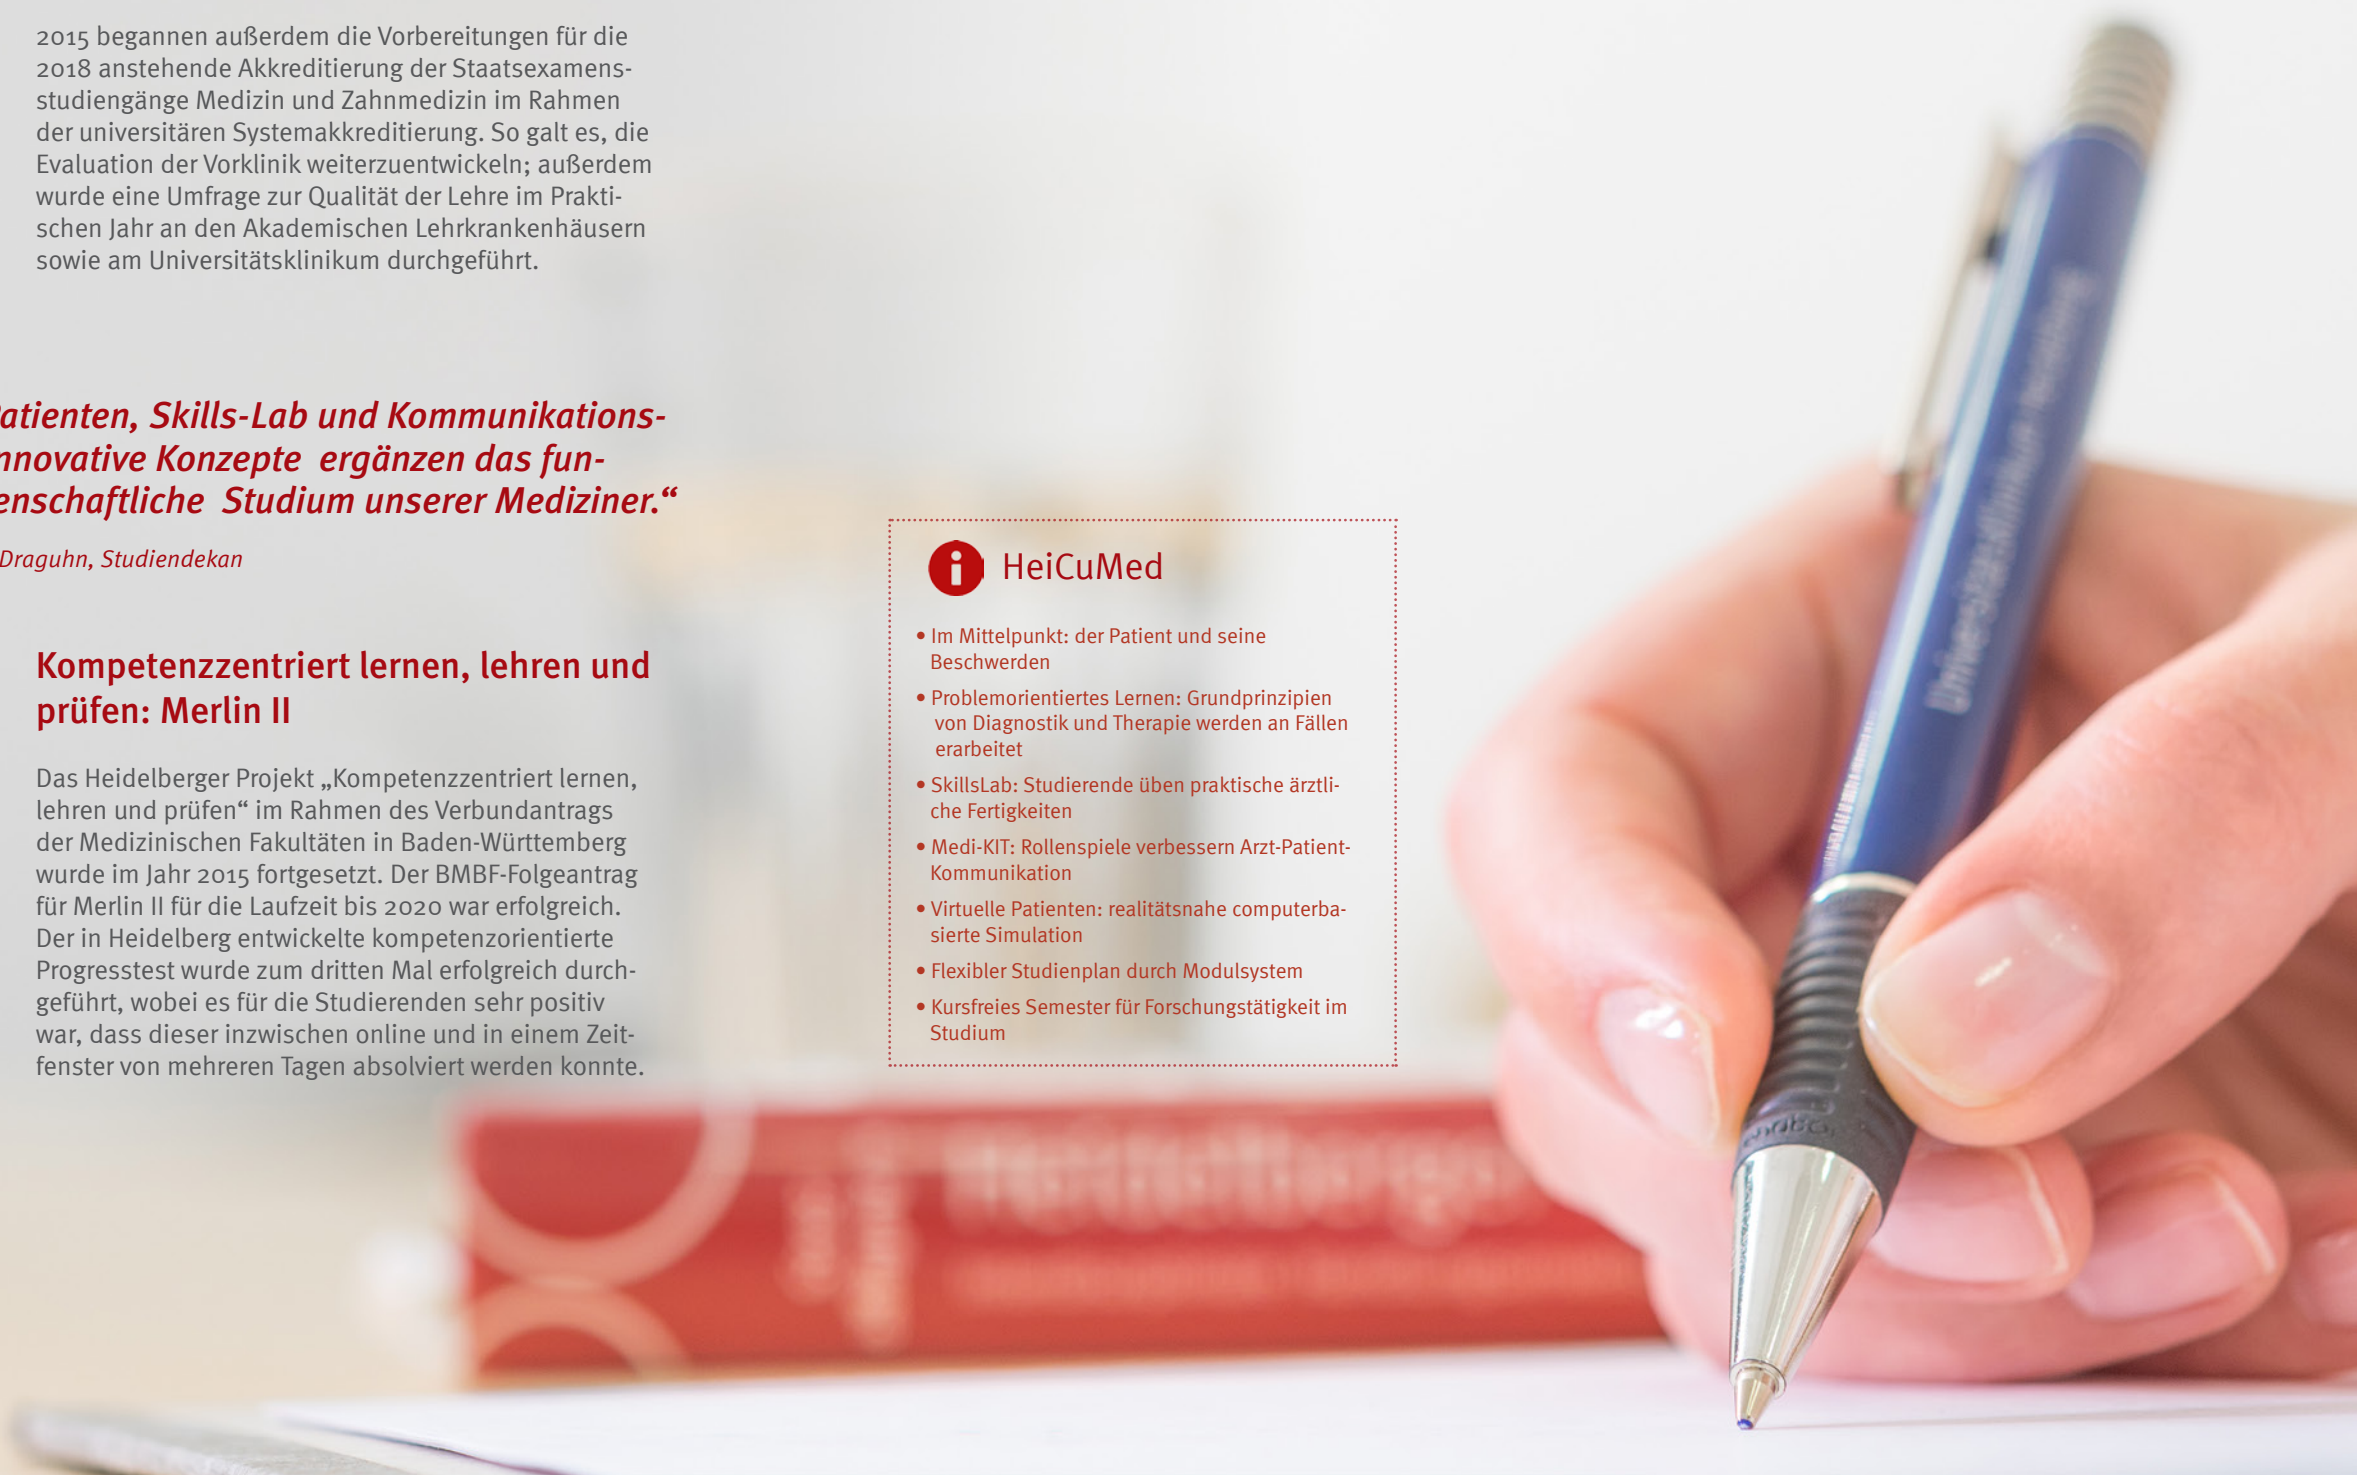 2015 begannen außerdem die Vorbereitungen für die
2018 anstehende Akkreditierung der Staatsexamens-
studiengänge Medizin und Zahnmedizin im Rahmen
der universitären Systemakkreditierung. So galt es, die
Evaluation der Vorklinik weiterzuentwickeln; außerdem
wurde eine Umfrage zur Qualität der Lehre im Prakti-
schen Jahr an den Akademischen Lehrkrankenhäusern
sowie am Universitätsklinikum durchgeführt.
atienten, Skills-Lab und Kommunikations-
nnovative Konzepte ergänzen das fun-
enschaftliche Studium unserer Mediziner.“
Draguhn, Studiendekan
Kompetenzzentriert lernen, lehren und
prüfen: Merlin II
Das Heidelberger Projekt „Kompetenzzentriert lernen,
lehren und prüfen“ im Rahmen des Verbundantrags
der Medizinischen Fakultäten in Baden-Württemberg
wurde im Jahr 2015 fortgesetzt. Der BMBF-Folgeantrag
für Merlin II für die Laufzeit bis 2020 war erfolgreich.
Der in Heidelberg entwickelte kompetenzorientierte
Progresstest wurde zum dritten Mal erfolgreich durch-
geführt, wobei es für die Studierenden sehr positiv
war, dass dieser inzwischen online und in einem Zeit-
fenster von mehreren Tagen absolviert werden konnte.
i HeiCuMed
• Im Mittelpunkt: der Patient und seine
Beschwerden
• Problemorientiertes Lernen: Grundprinzipien
von Diagnostik und Therapie werden an Fällen
erarbeitet
• SkillsLab: Studierende üben praktische ärztli-
che Fertigkeiten
• Medi-KIT: Rollenspiele verbessern Arzt-Patient-
Kommunikation
• Virtuelle Patienten: realitätsnahe computerba-
sierte Simulation
• Flexibler Studienplan durch Modulsystem
• Kursfreies Semester für Forschungstätigkeit im
Studium
Universitätsklinikum Heidelberg
Heidelberger